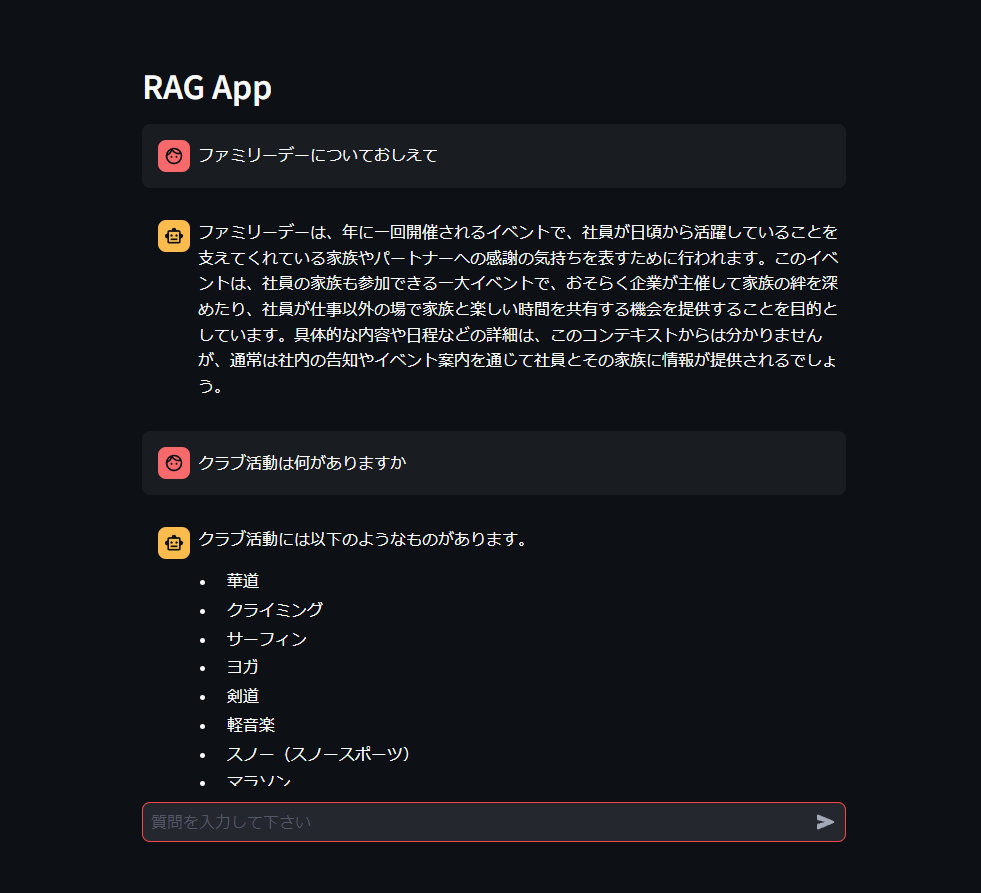 RAG App
ファミリーデーについておしえて
ファミリーデーは、年に一回開催されるイベントで、社員が日頃から活躍していることを
支えてくれている家族やパートナーへの感謝の気持ちを表すために行われます。このイベ
ントは、社員の家族も参加できる一大イベントで、おそらく企業が主催して家族の絆を深
めたり、社員が仕事以外の場で家族と楽しい時間を共有する機会を提供することを目的と
しています。具体的な内容や日程などの詳細は、このコンテキストからは分かりません
が、通常は社内の告知やイベント案内を通じて社員とその家族に情報が提供されるでしょ
う。
クラブ活動は何がありますか
クラブ活動には以下のようなものがあります。
• 華道
• クライミング
• サーフィン
• ヨガ
• 剣道
• 軽音楽
• スノー（スノースポーツ）
• マラソン
質問を入力して下さい